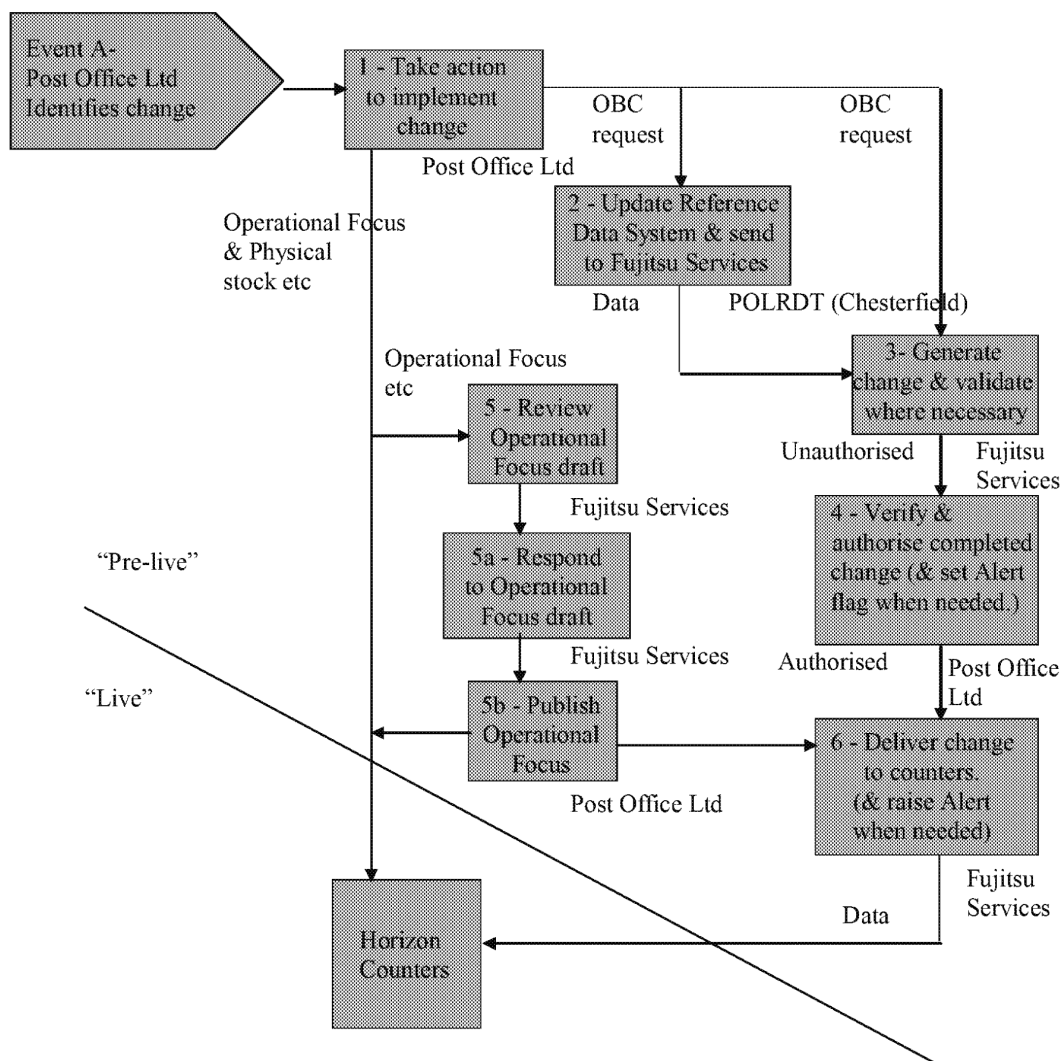 Event A-
Post Office Ltd
Identifies change
1 - Take action
to implement
change
Post Office Ltd
OBC
request
OBC
request
2 - Update Reference
Data System & send
to Fujitsu Services
Data
POLRDT (Chesterfield)
Operational Focus
& Physical
stock etc
3- Generate
change & validate
where necessary
Unauthorised
Fujitsu
Services
Operational Focus
etc
5 - Review
Operational
Focus draft
Fujitsu Services
4 - Verify &
authorise completed
change (& set Alert
flag when needed.)
Authorised
Post Office
Ltd
5a - Respond
to Operational
Focus draft
Fujitsu Services
“Pre-live”
“Live”
5b - Publish
Operational
Focus
Post Office Ltd
6 - Deliver change
to counters.
(& raise Alert
when needed)
Fujitsu
Services
Data
Horizon
Counters